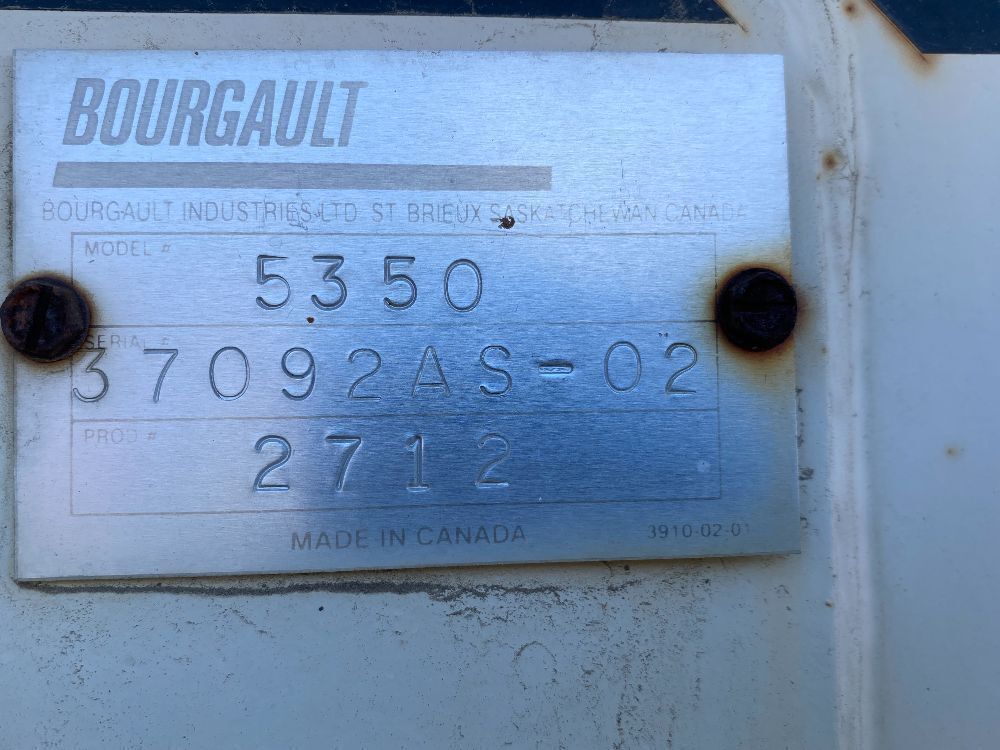 BOURGAULT
BOURGAULT INDUSTRIES LTD. ST. BRIEUX SASKATCHEWAN CANADA
MODEL #
5350
SERIAL #
37092AS-02
PROD #
2712
MADE IN CANADA
3910-02-01